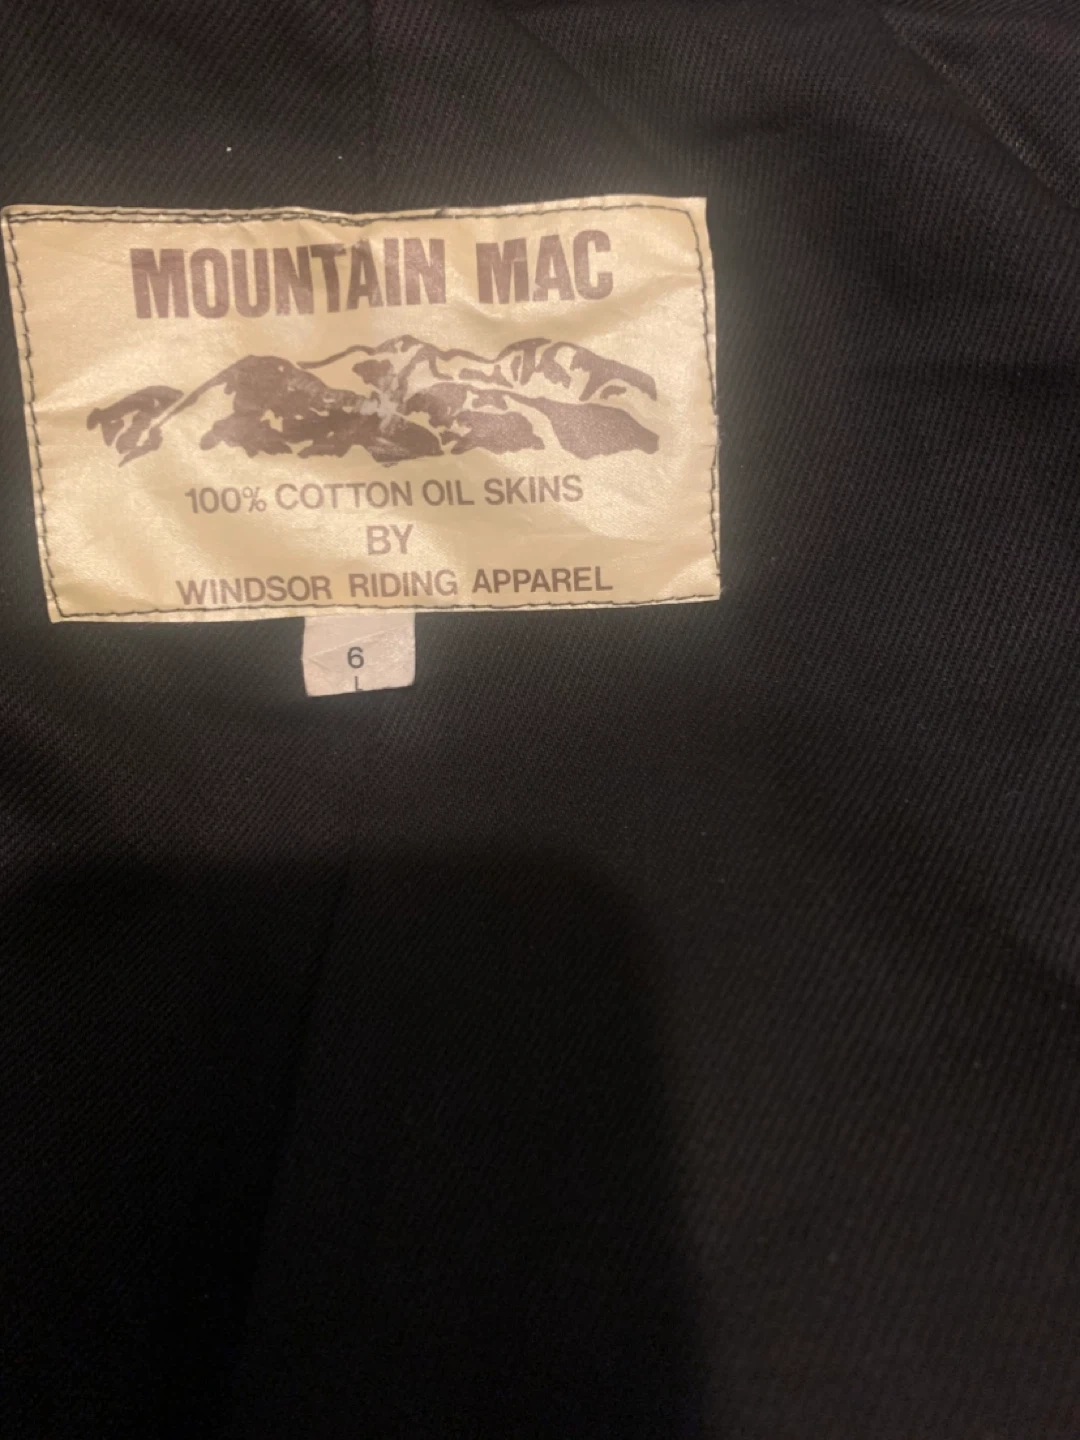 MOUNTAIN MAC
100% COTTON OIL SKINS
BY
WINDSOR RIDING APPAREL
6
L